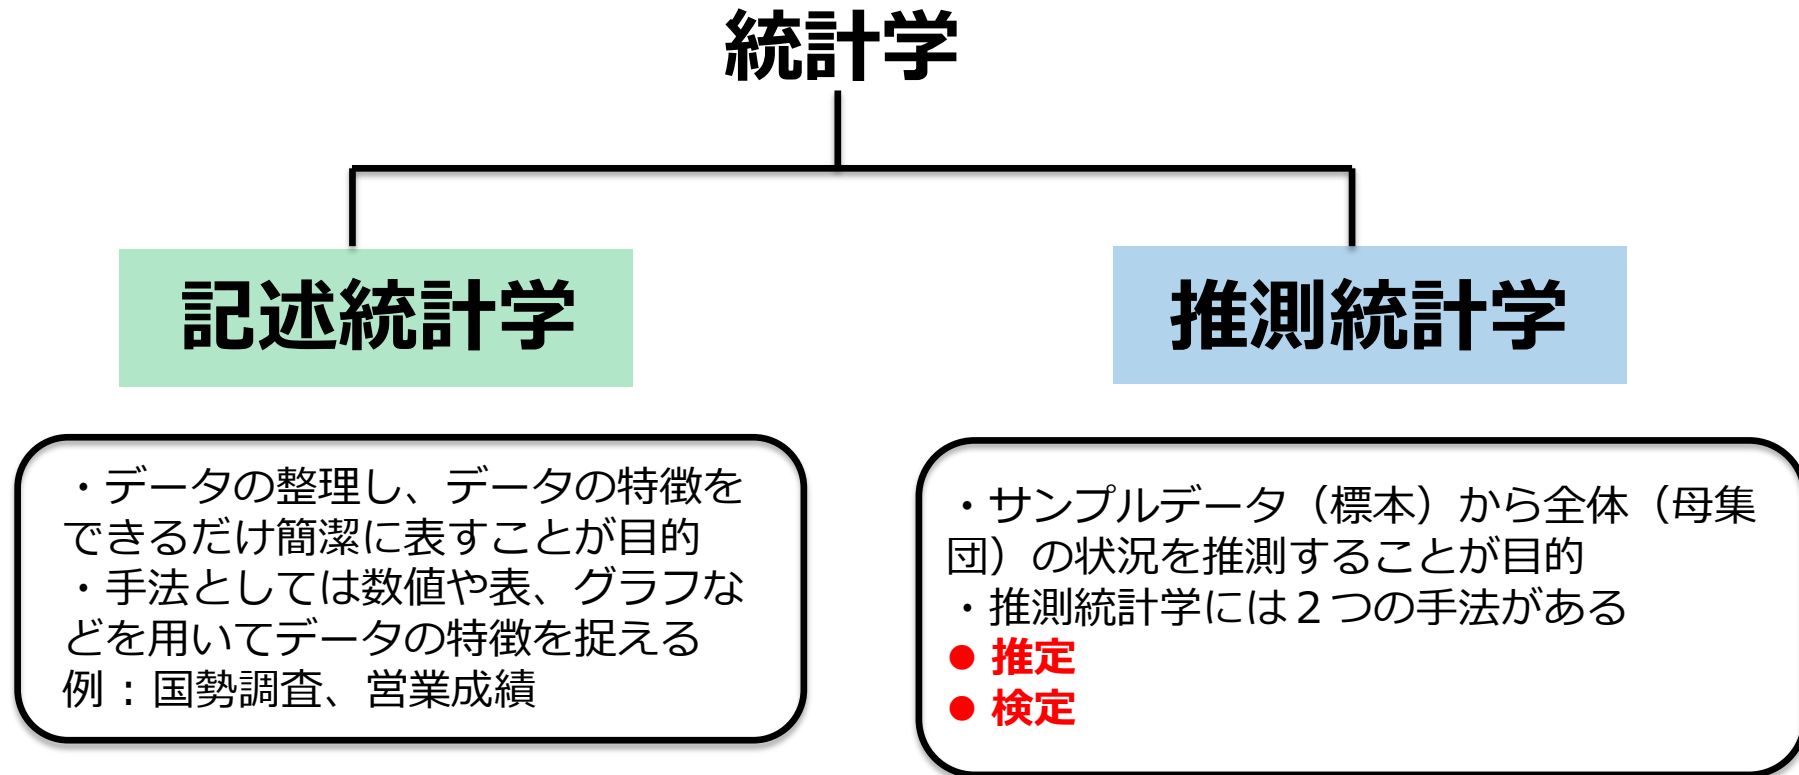 統計学
記述統計学
推測統計学
・データの整理し、データの特徴を
できるだけ簡潔に表すことが目的
・手法としては数値や表、グラフな
どを用いてデータの特徴を捉える
例：国勢調査、営業成績
・サンプルデータ（標本）から全体（母集
団）の状況を推測することが目的
・推測統計学には２つの手法がある
● 推定
● 検定